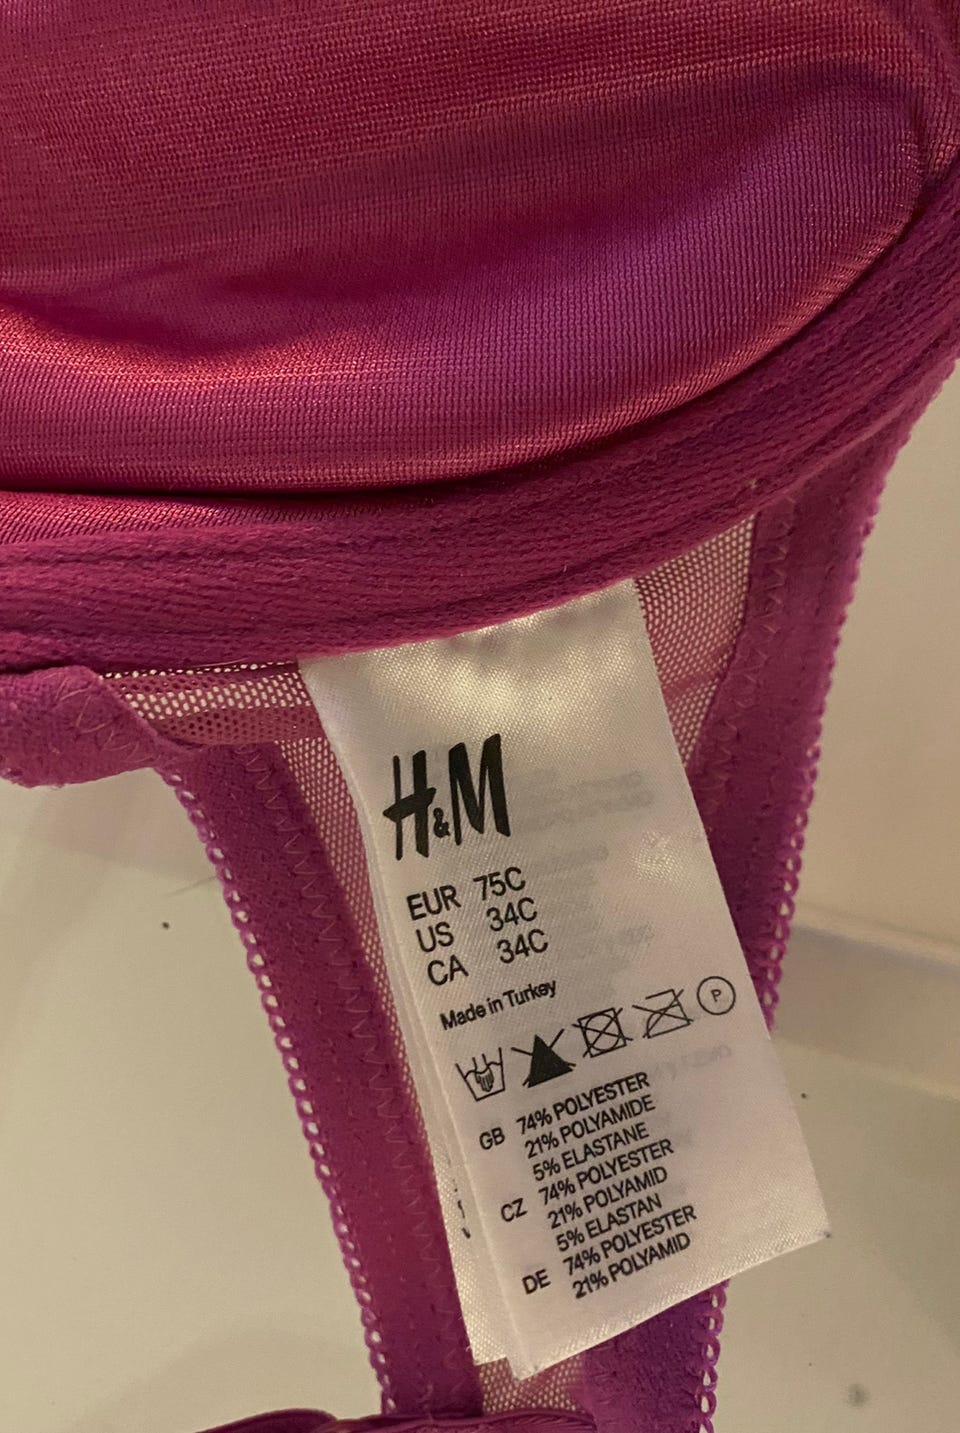 H&M
EUR 75C
US 34C
CA 34C
Made in Turkey
P
GB 74% POLYESTER
21% POLYAMIDE
5% ELASTANE
CZ 74% POLYESTER
21% POLYAMID
5% ELASTAN
DE 74% POLYESTER
21% POLYAMID